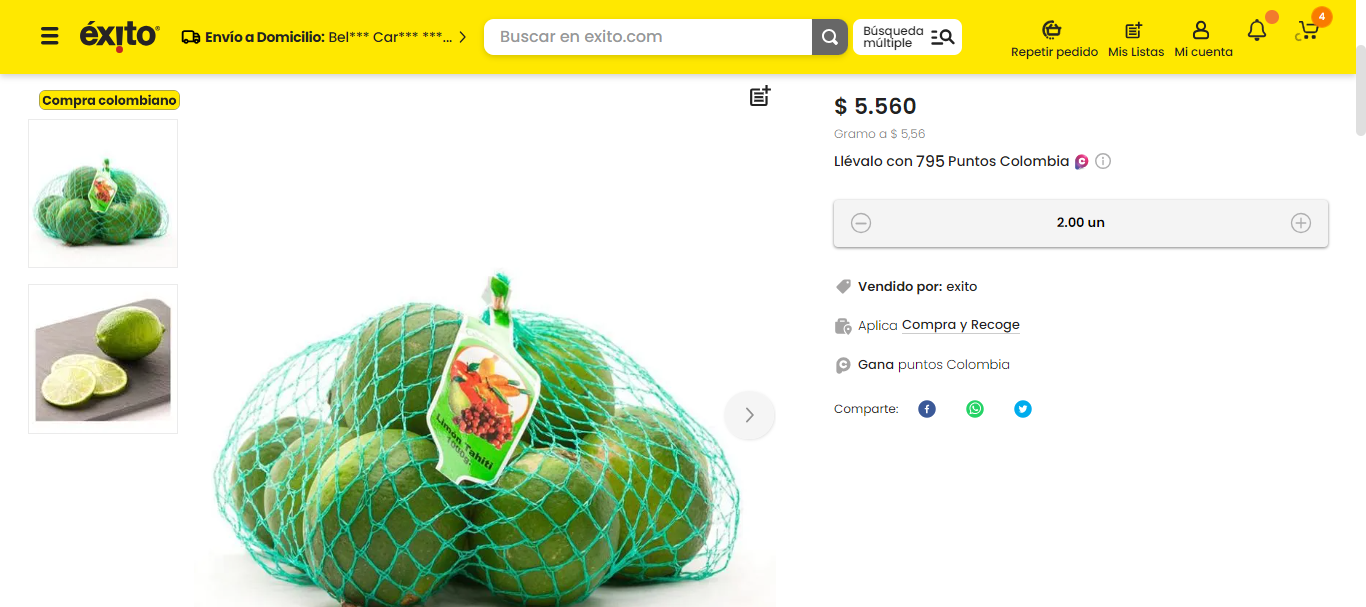 éxito
Envío a Domicilio: Bel*** Car*** ***...
Buscar en exito.com
Búsqueda
múltiple
Repetir pedido
Mis Listas
Mi cuenta
4
c
Compra colombiano
Limón Tahití
1000g.
$ 5.560
Gramo a $ 5,56
Llévalo con 795 Puntos Colombia
2.00 un
Vendido por: exito
Aplica Compra y Recoge
Gana puntos Colombia
Comparte: